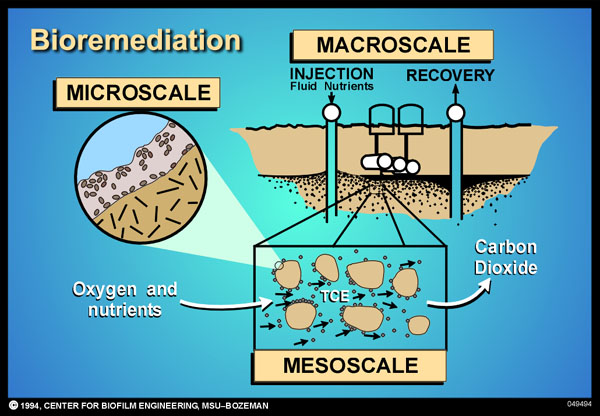 Bioremediation
MACROSCALE
INJECTION
Fluid Nutrients
RECOVERY
MICROSCALE
Oxygen and
nutrients
TCE
Carbon
Dioxide
MESOSCALE
© 1994, CENTER FOR BIOFILM ENGINEERING, MSU–BOZEMAN
049494